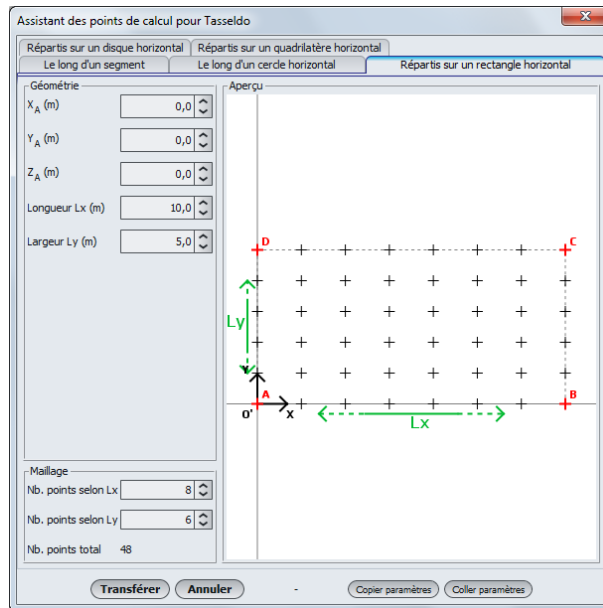 Assistant des points de calcul pour Tasseldo
Répartis sur un disque horizontal Répartis sur un quadrilatère horizontal
Le long d'un segment Le long d'un cercle horizontal Répartis sur un rectangle horizontal
Géométrie
X_A (m) 0,0
Y_A (m) 0,0
Z_A (m) 0,0
Longueur Lx (m) 10,0
Largeur Ly (m) 5,0
Aperçu
D C
Ly
Y
A B
O' X
Lx
Maillage
Nb. points selon Lx 8
Nb. points selon Ly 6
Nb. points total 48
Transférer Annuler - Copier paramètres Coller paramètres